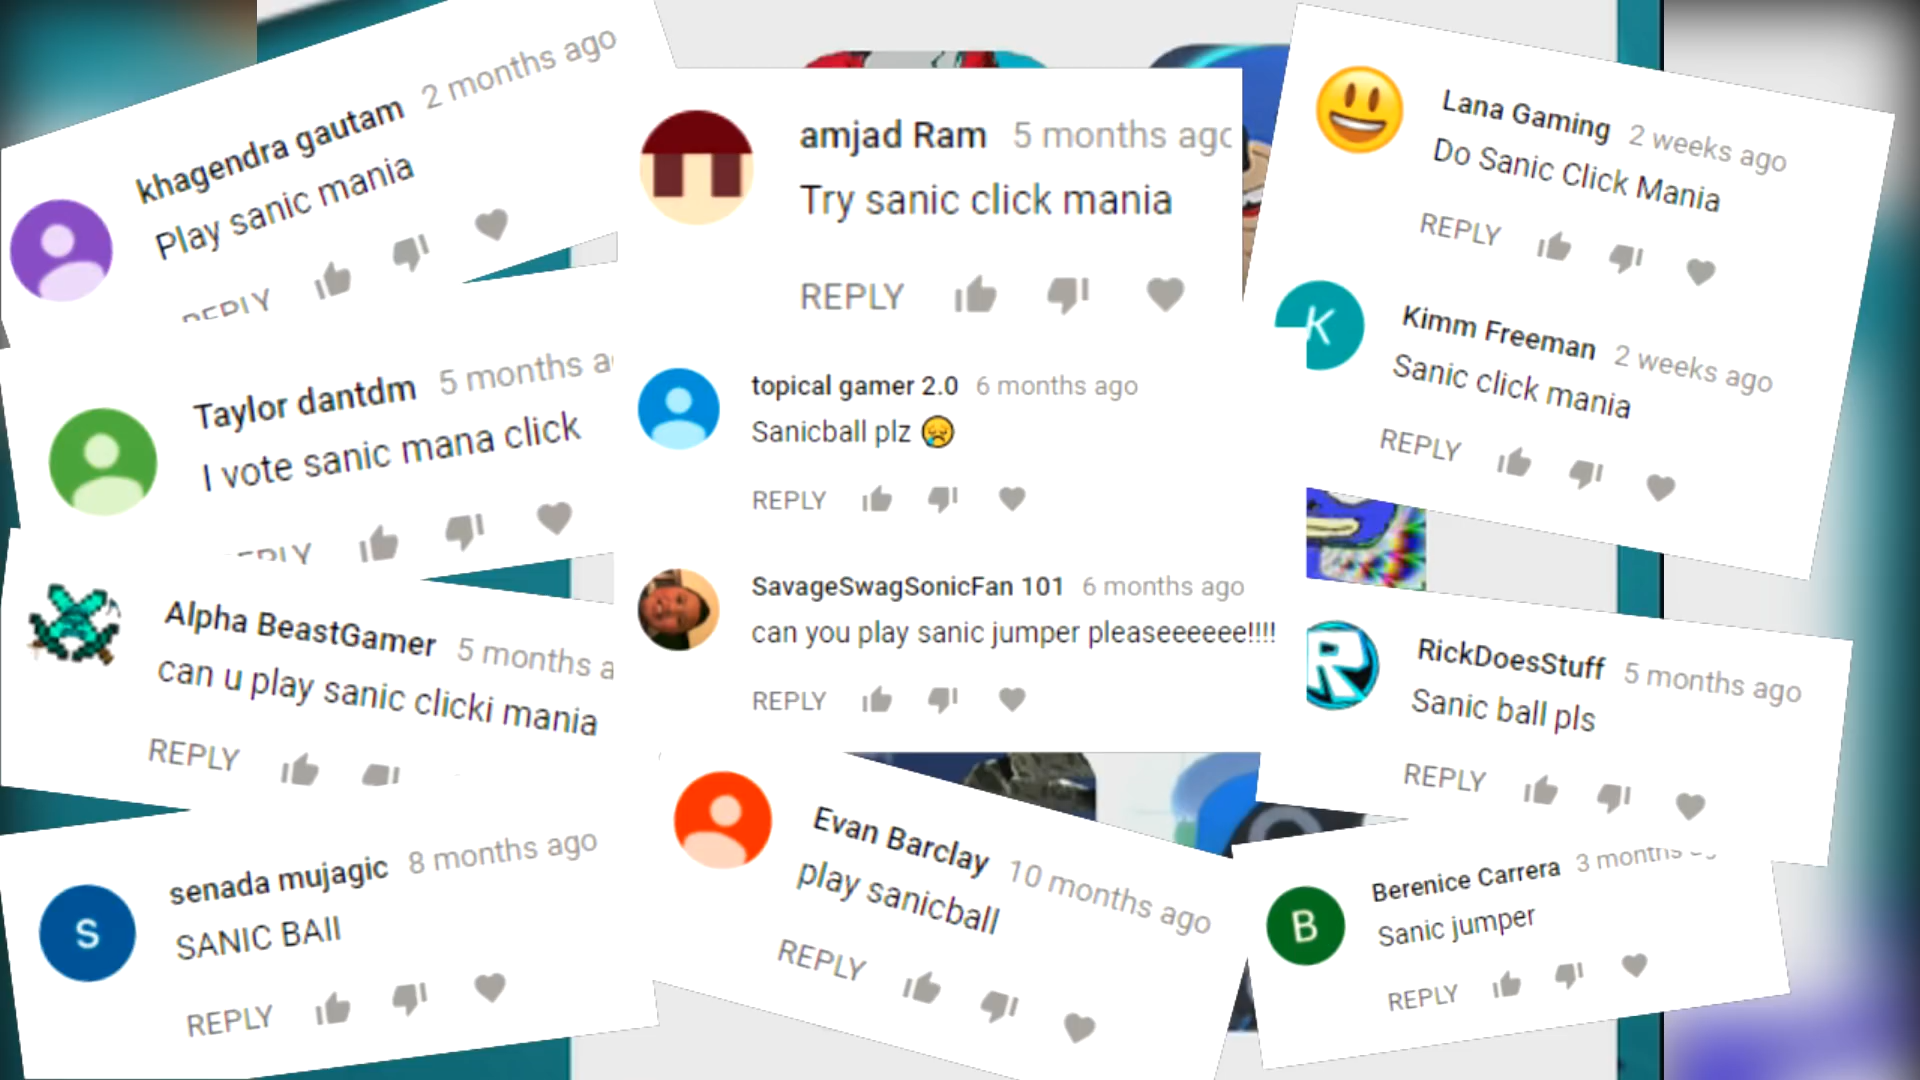 khagendra gautam 2 months ago
Play sanic mania
REPLY
Taylor dantdm 5 months
I vote sanic mana click
Alpha BeastGamer 5 months a
can u play sanic clicki mania
REPLY
senada mujagic 8 months ago
SANIC BAll
REPLY
amjad Ram 5 months ago
Try sanic click mania
REPLY
topical gamer 2.0 6 months ago
Sanicball plz 😥
REPLY
SavageSwagSonicFan 101 6 months ago
can you play sanic jumper pleaseeeeee!!!!
REPLY
Evan Barclay 10 months ago
play sanicball
REPLY
Lana Gaming 2 weeks ago
Do Sanic Click Mania
REPLY
K
Kimm Freeman 2 weeks ago
Sanic click mania
REPLY
RickDoesStuff 5 months ago
Sanic ball pls
REPLY
Berenice Carrera 3 months
Sanic jumper
REPLY
S
B
R